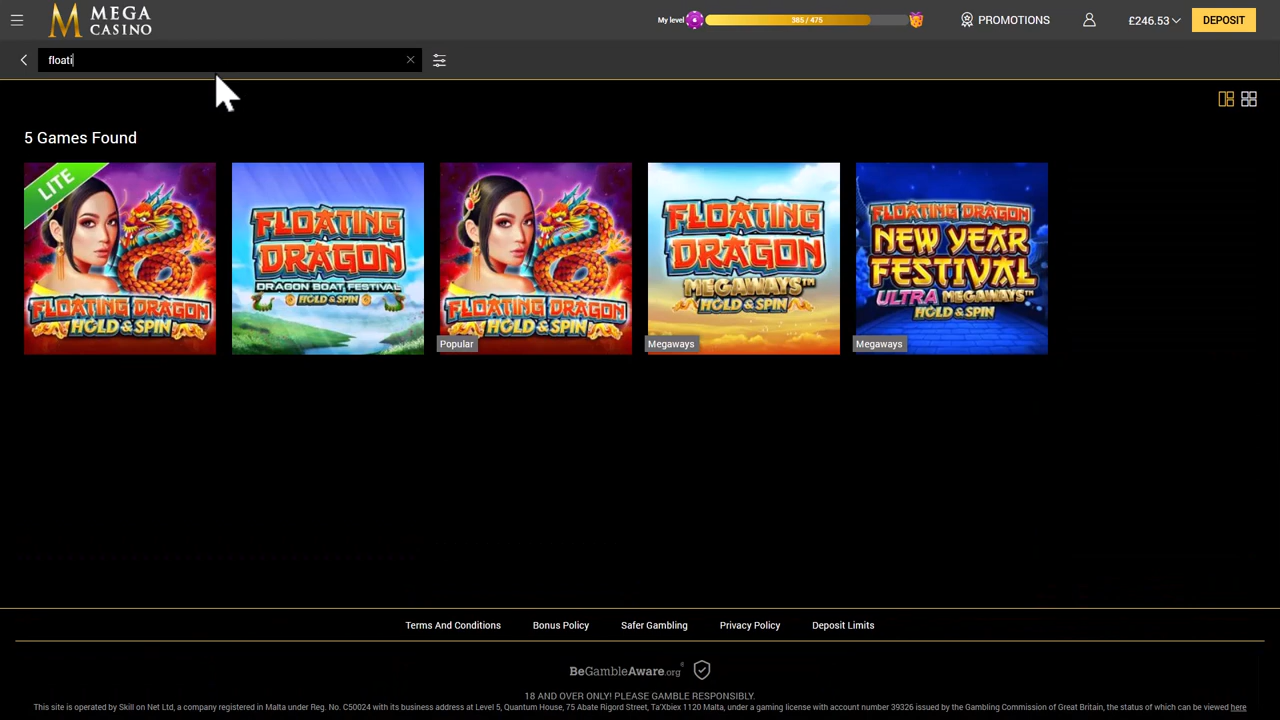 MEGA
CASINO
My level
385 / 475
PROMOTIONS
£246.53
DEPOSIT
floati
5 Games Found
LITE
FLOATING DRAGON
HOLD & SPIN
FLOATING
DRAGON
DRAGON BOAT FESTIVAL
HOLD & SPIN
FLOATING DRAGON
HOLD & SPIN
Popular
FLOATING
DRAGON
MEGAWAYS™
HOLD & SPIN
Megaways
FLOATING DRAGON
NEW YEAR
FESTIVAL
ULTRA MEGAWAYS™
HOLD & SPIN
Megaways
Terms And Conditions
Bonus Policy
Safer Gambling
Privacy Policy
Deposit Limits
BeGambleAware.org®
18 AND OVER ONLY! PLEASE GAMBLE RESPONSIBLY.
This site is operated by Skill on Net Ltd, a company registered in Malta under Reg. No. C50024 with its business address at Level 5, Quantum House, 75 Abate Rigord Street, Ta'Xbiex 1120 Malta, under a gaming license with account number 39326 issued by the Gambling Commission of Great Britain, the status of which can be viewed here